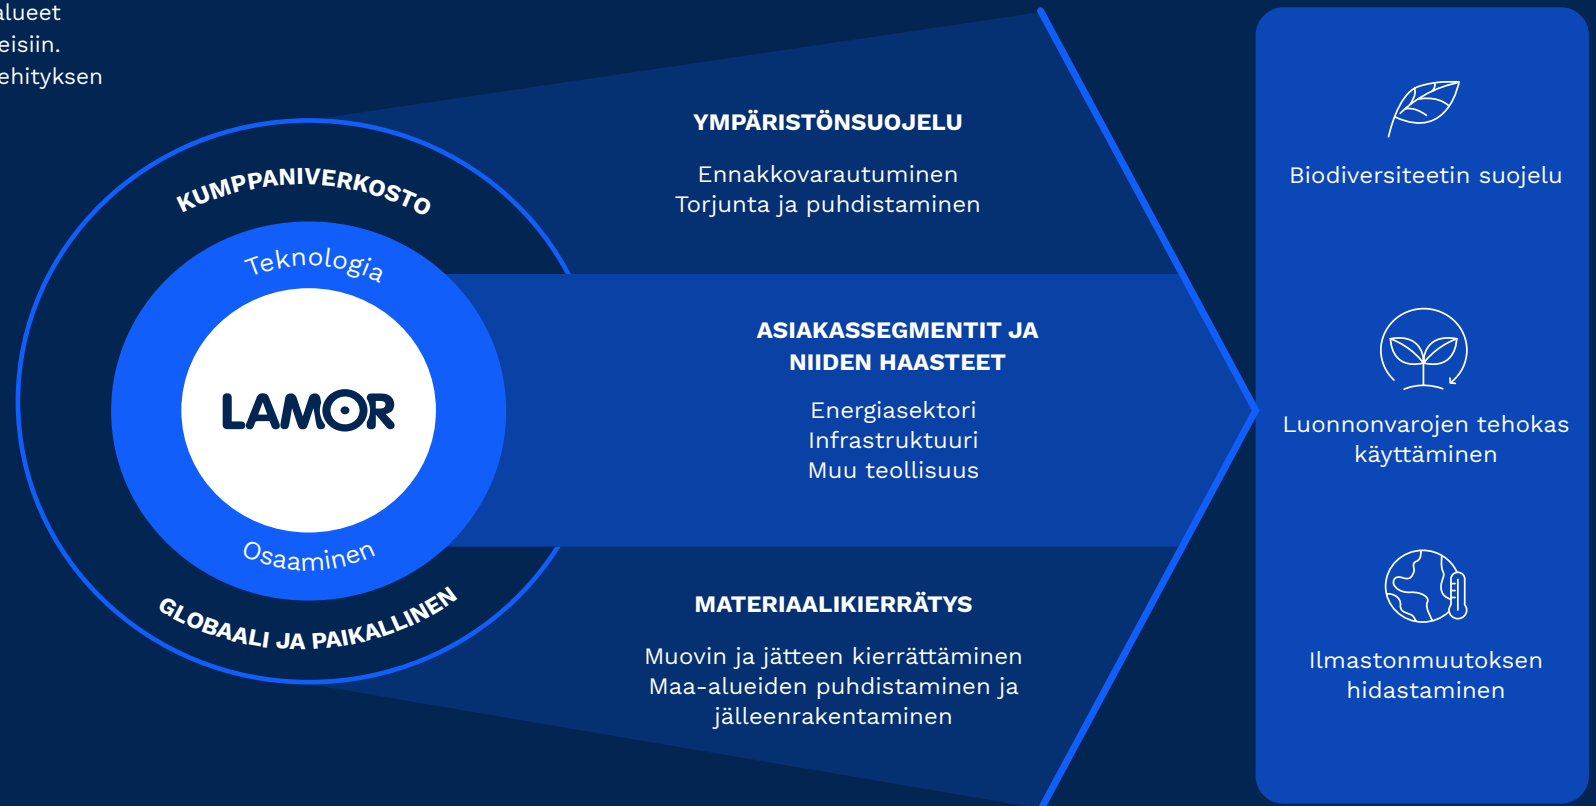 alueet
eisiin.
ehityksen
KUMPPANIVERKOSTO
Teknologia
LAMOR
Osaaminen
GLOBAALI JA PAIKALLINEN
YMPÄRISTÖNSUOJELU
Ennakkovarautuminen
Torjunta ja puhdistaminen
ASIAKASSEGMENTIT JA
NIIDEN HAASTEET
Energiasektori
Infrastruktuuri
Muu teollisuus
MATERIAALIKIERRÄTYS
Muovin ja jätteen kierrättäminen
Maa-alueiden puhdistaminen ja
jälleenrakentaminen
Biodiversiteetin suojelu
Luonnonvarojen tehokas
käyttäminen
Ilmastonmuutoksen
hidastaminen